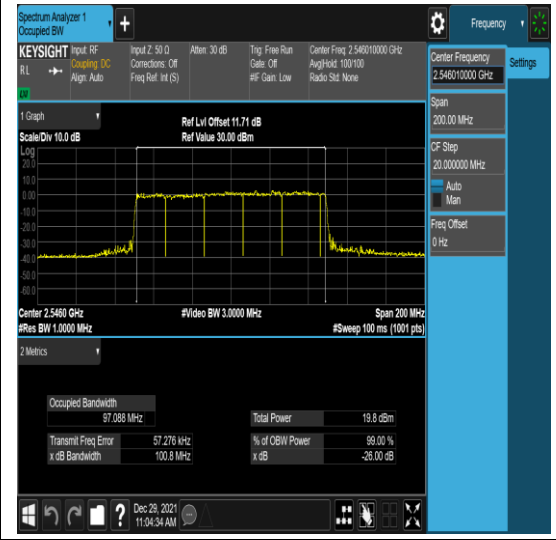 Spectrum Analyzer 1
Occupied BW
+
Frequency
KEYSIGHT
RL
Input: RF
Coupling: DC
Align: Auto
Input Z: 50 Ω
Corrections: Off
Freq Ref: Int (S)
Atten: 30 dB
Trig: Free Run
Gate: Off
#IF Gain: Low
Center Freq: 2.546010000 GHz
Avg|Hold: 100/100
Radio Std: None
Center Frequency
2.546010000 GHz
Settings
Span
200.00 MHz
CF Step
20.000000 MHz
Auto
Man
Freq Offset
0 Hz
1 Graph
Scale/Div 10.0 dB
Ref Lvl Offset 11.71 dB
Ref Value 30.00 dBm
Log
20.0
10.0
0.00
-10.0
-20.0
-30.0
-40.0
-50.0
-60.0
Center 2.5460 GHz
#Res BW 1.0000 MHz
#Video BW 3.0000 MHz
Span 200 MHz
#Sweep 100 ms (1001 pts)
2 Metrics
Occupied Bandwidth
97.088 MHz
Total Power 19.8 dBm
Transmit Freq Error 57.276 kHz
% of OBW Power 99.00 %
x dB Bandwidth 100.8 MHz
x dB -26.00 dB
?
Dec 29, 2021
11:04:34 AM